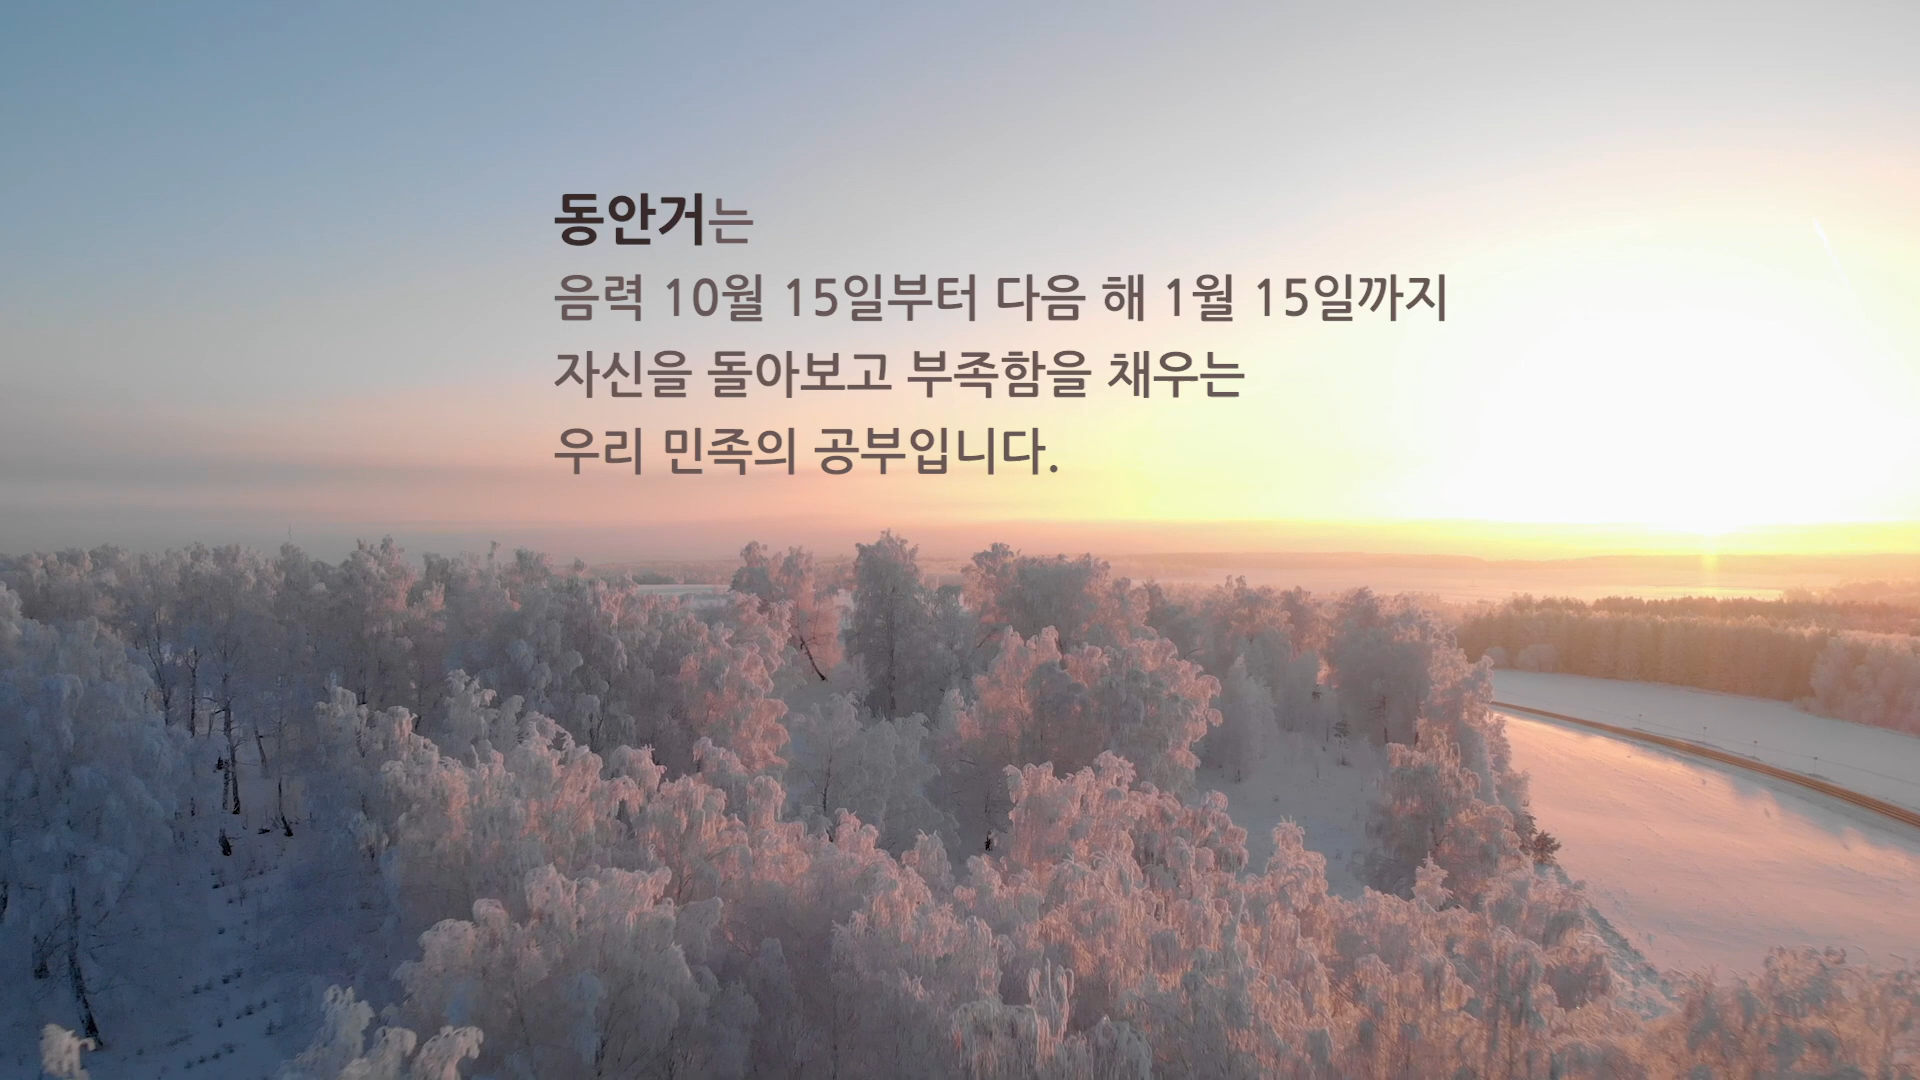 동안거는
음력 10월 15일부터 다음 해 1월 15일까지
자신을 돌아보고 부족함을 채우는
우리 민족의 공부입니다.